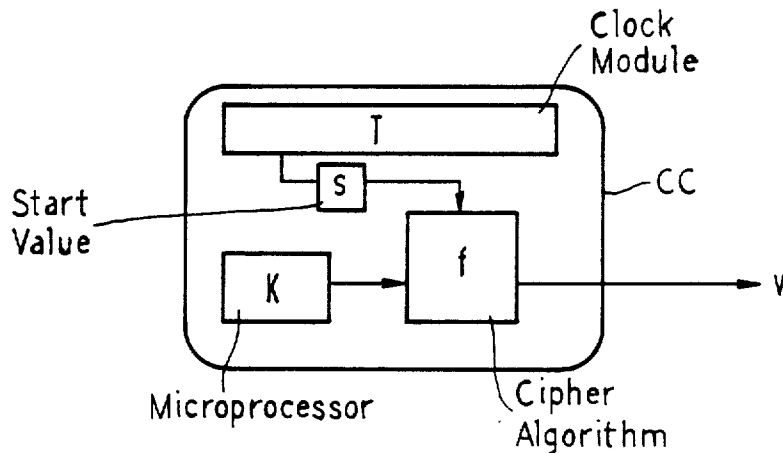 Clock
Module
T
S
CC
Start
Value
K
f
V
Microprocessor
Cipher
Algorithm